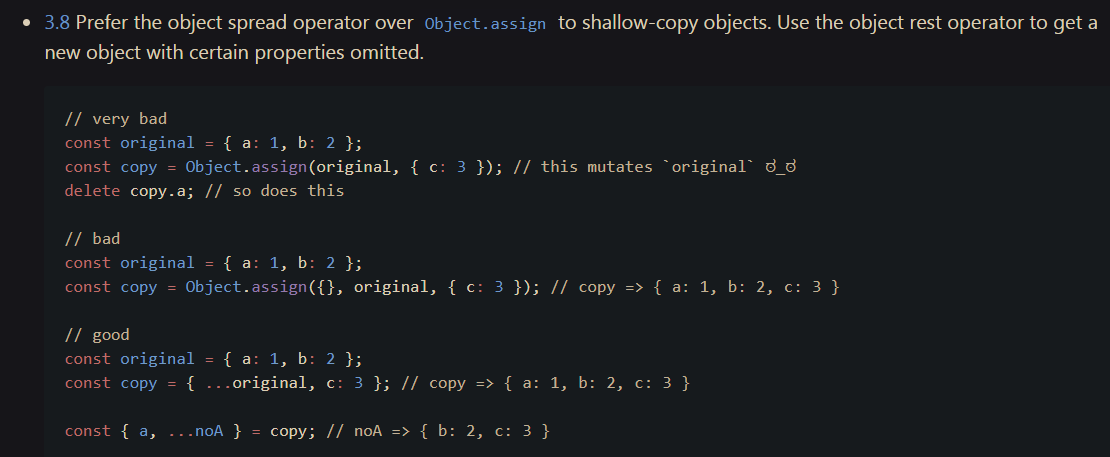 • 3.8 Prefer the object spread operator over Object.assign to shallow-copy objects. Use the object rest operator to get a
new object with certain properties omitted.
// very bad
const original = { a: 1, b: 2 };
const copy = Object.assign(original, { c: 3 }); // this mutates `original` ಠ_ಠ
delete copy.a; // so does this
// bad
const original = { a: 1, b: 2 };
const copy = Object.assign({}, original, { c: 3 }); // copy => { a: 1, b: 2, c: 3 }
// good
const original = { a: 1, b: 2 };
const copy = { ...original, c: 3 }; // copy => { a: 1, b: 2, c: 3 }
const { a, ...noA } = copy; // noA => { b: 2, c: 3 }